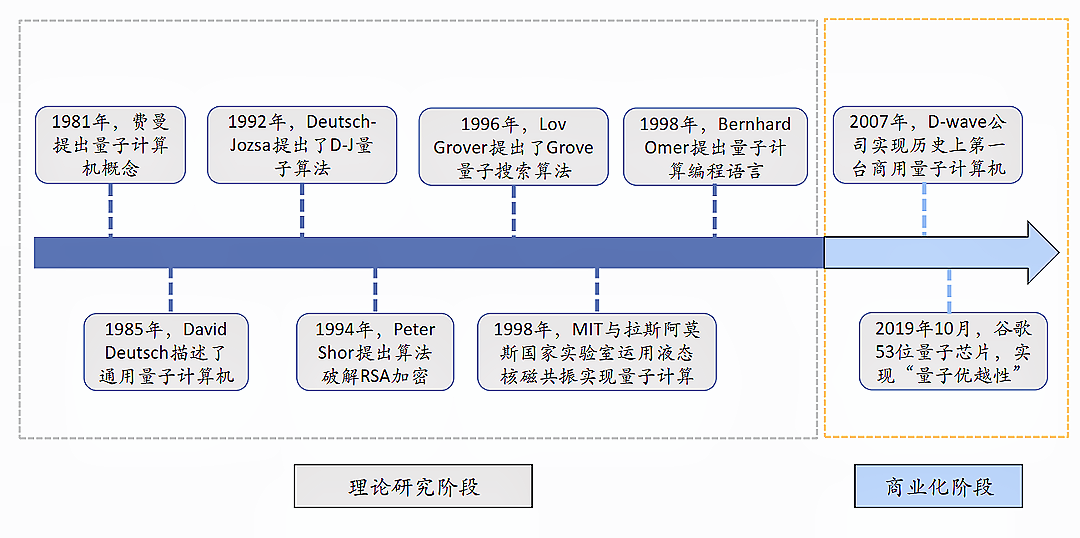 1981年，费曼
提出量子计算
机概念
1992年，Deutsch-
Jozsa提出了D-J量
子算法
1996年，Lov
Grover提出了Grove
量子搜索算法
1998年，Bernhard
Omer提出量子计
算编程语言
2007年，D-wave公
司实现历史上第一
台商用量子计算机
1985年，David
Deutsch描述了
通用量子计算机
1994年，Peter
Shor提出算法
破解RSA加密
1998年，MIT与拉斯阿莫
斯国家实验室运用液态
核磁共振实现量子计算
2019年10月，谷歌
53位量子芯片，实
现“量子优越性”
理论研究阶段
商业化阶段